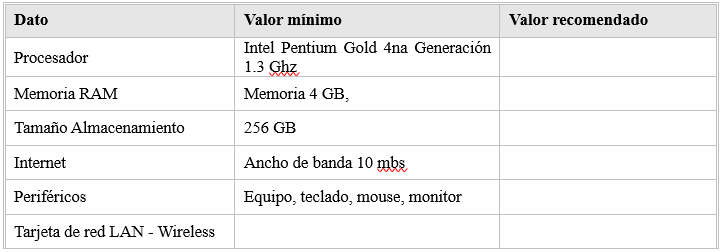 Dato Valor mínimo Valor recomendado
Procesador Intel Pentium Gold 4na Generación
1.3 Ghz
Memoria RAM Memoria 4 GB,
Tamaño Almacenamiento 256 GB
Internet Ancho de banda 10 mbs
Periféricos Equipo, teclado, mouse, monitor
Tarjeta de red LAN - Wireless